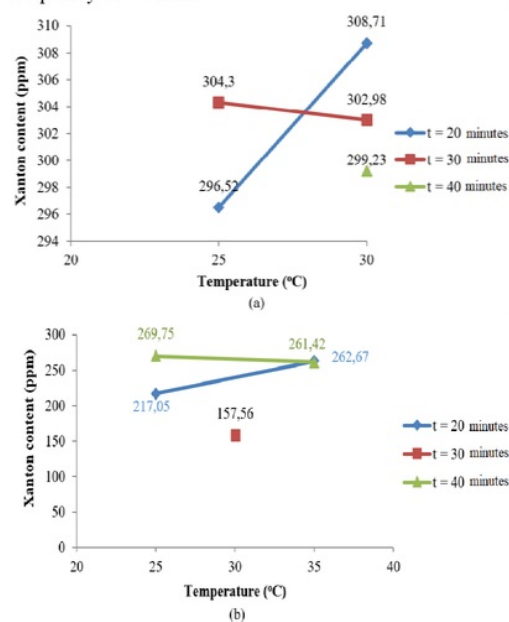 310
308
306
304
302
300
298
296
294
Xanton content (ppm)
308,71
304,3
302,98
299,23
296,52
t = 20 minutes
t = 30 minutes
t = 40 minutes
20
25
30
Temperature (°C)
(a)
300
250
200
150
100
50
0
Xanton content (ppm)
269,75
261,42
262,67
217,05
157,56
t = 20 minutes
t = 30 minutes
t = 40 minutes
20
25
30
35
40
Temperature (°C)
(b)